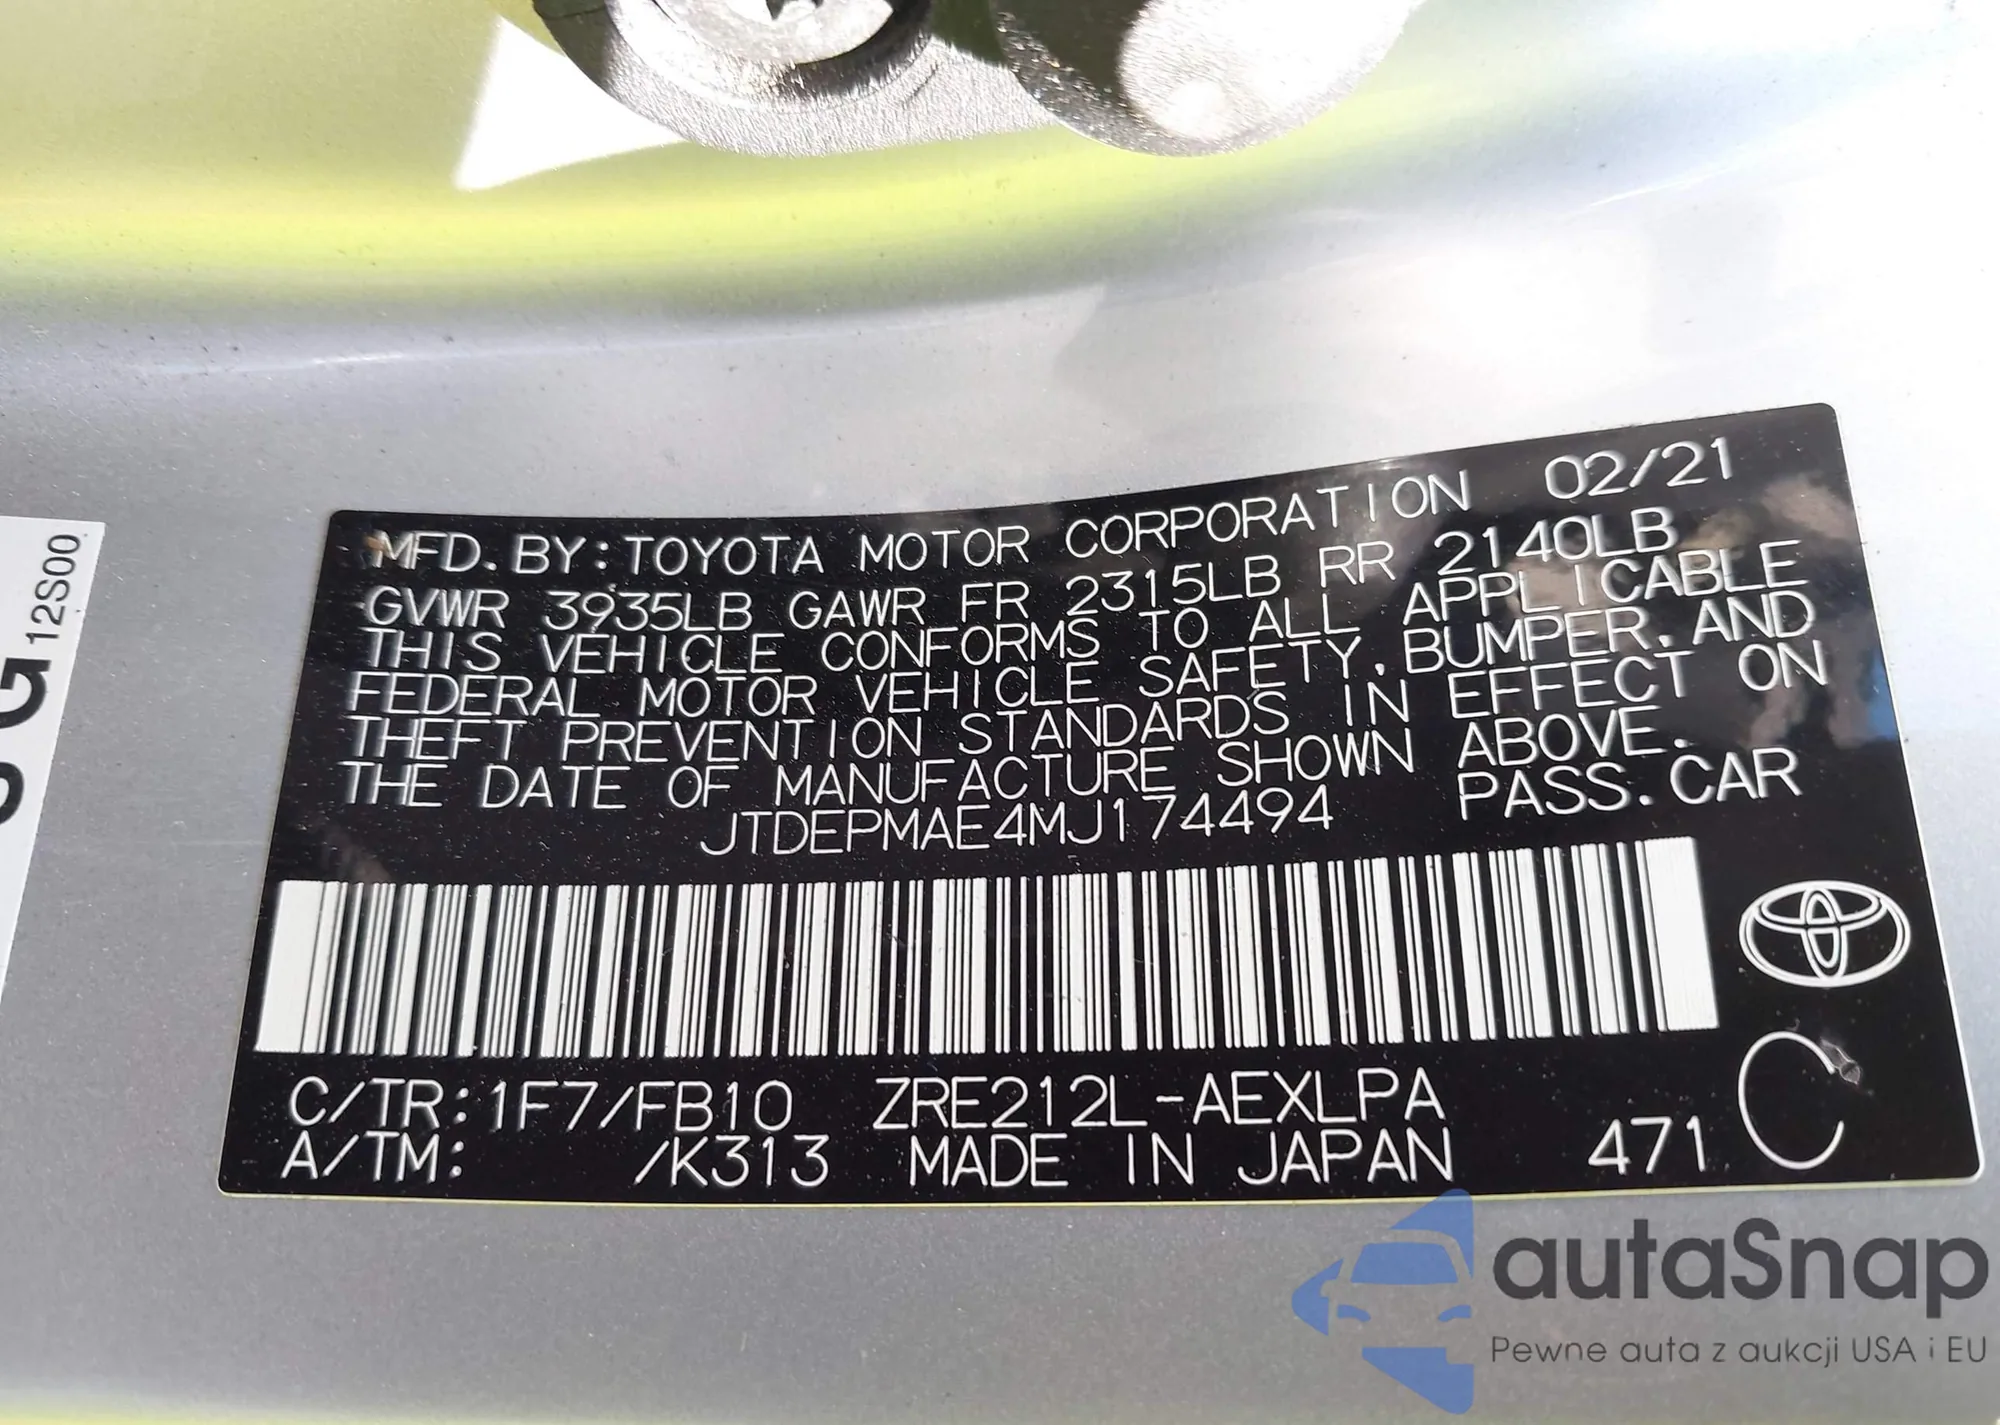 MFD. BY: TOYOTA MOTOR CORPORATION 02/21
GVWR 3935LB GAWR FR 2315LB RR 2140LB
THIS VEHICLE CONFORMS TO ALL APPLICABLE
FEDERAL MOTOR VEHICLE SAFETY, BUMPER, AND
THEFT PREVENTION STANDARDS IN EFFECT ON
THE DATE OF MANUFACTURE SHOWN ABOVE.
JTDEPMAE4MJ174494 PASS. CAR
C/TR: 1F7/FB10 ZRE212L-AEXLPA
A/TM: /K313 MADE IN JAPAN 471 C
12S00
G
autaSnap
Pewne auta z aukcji USA i EU